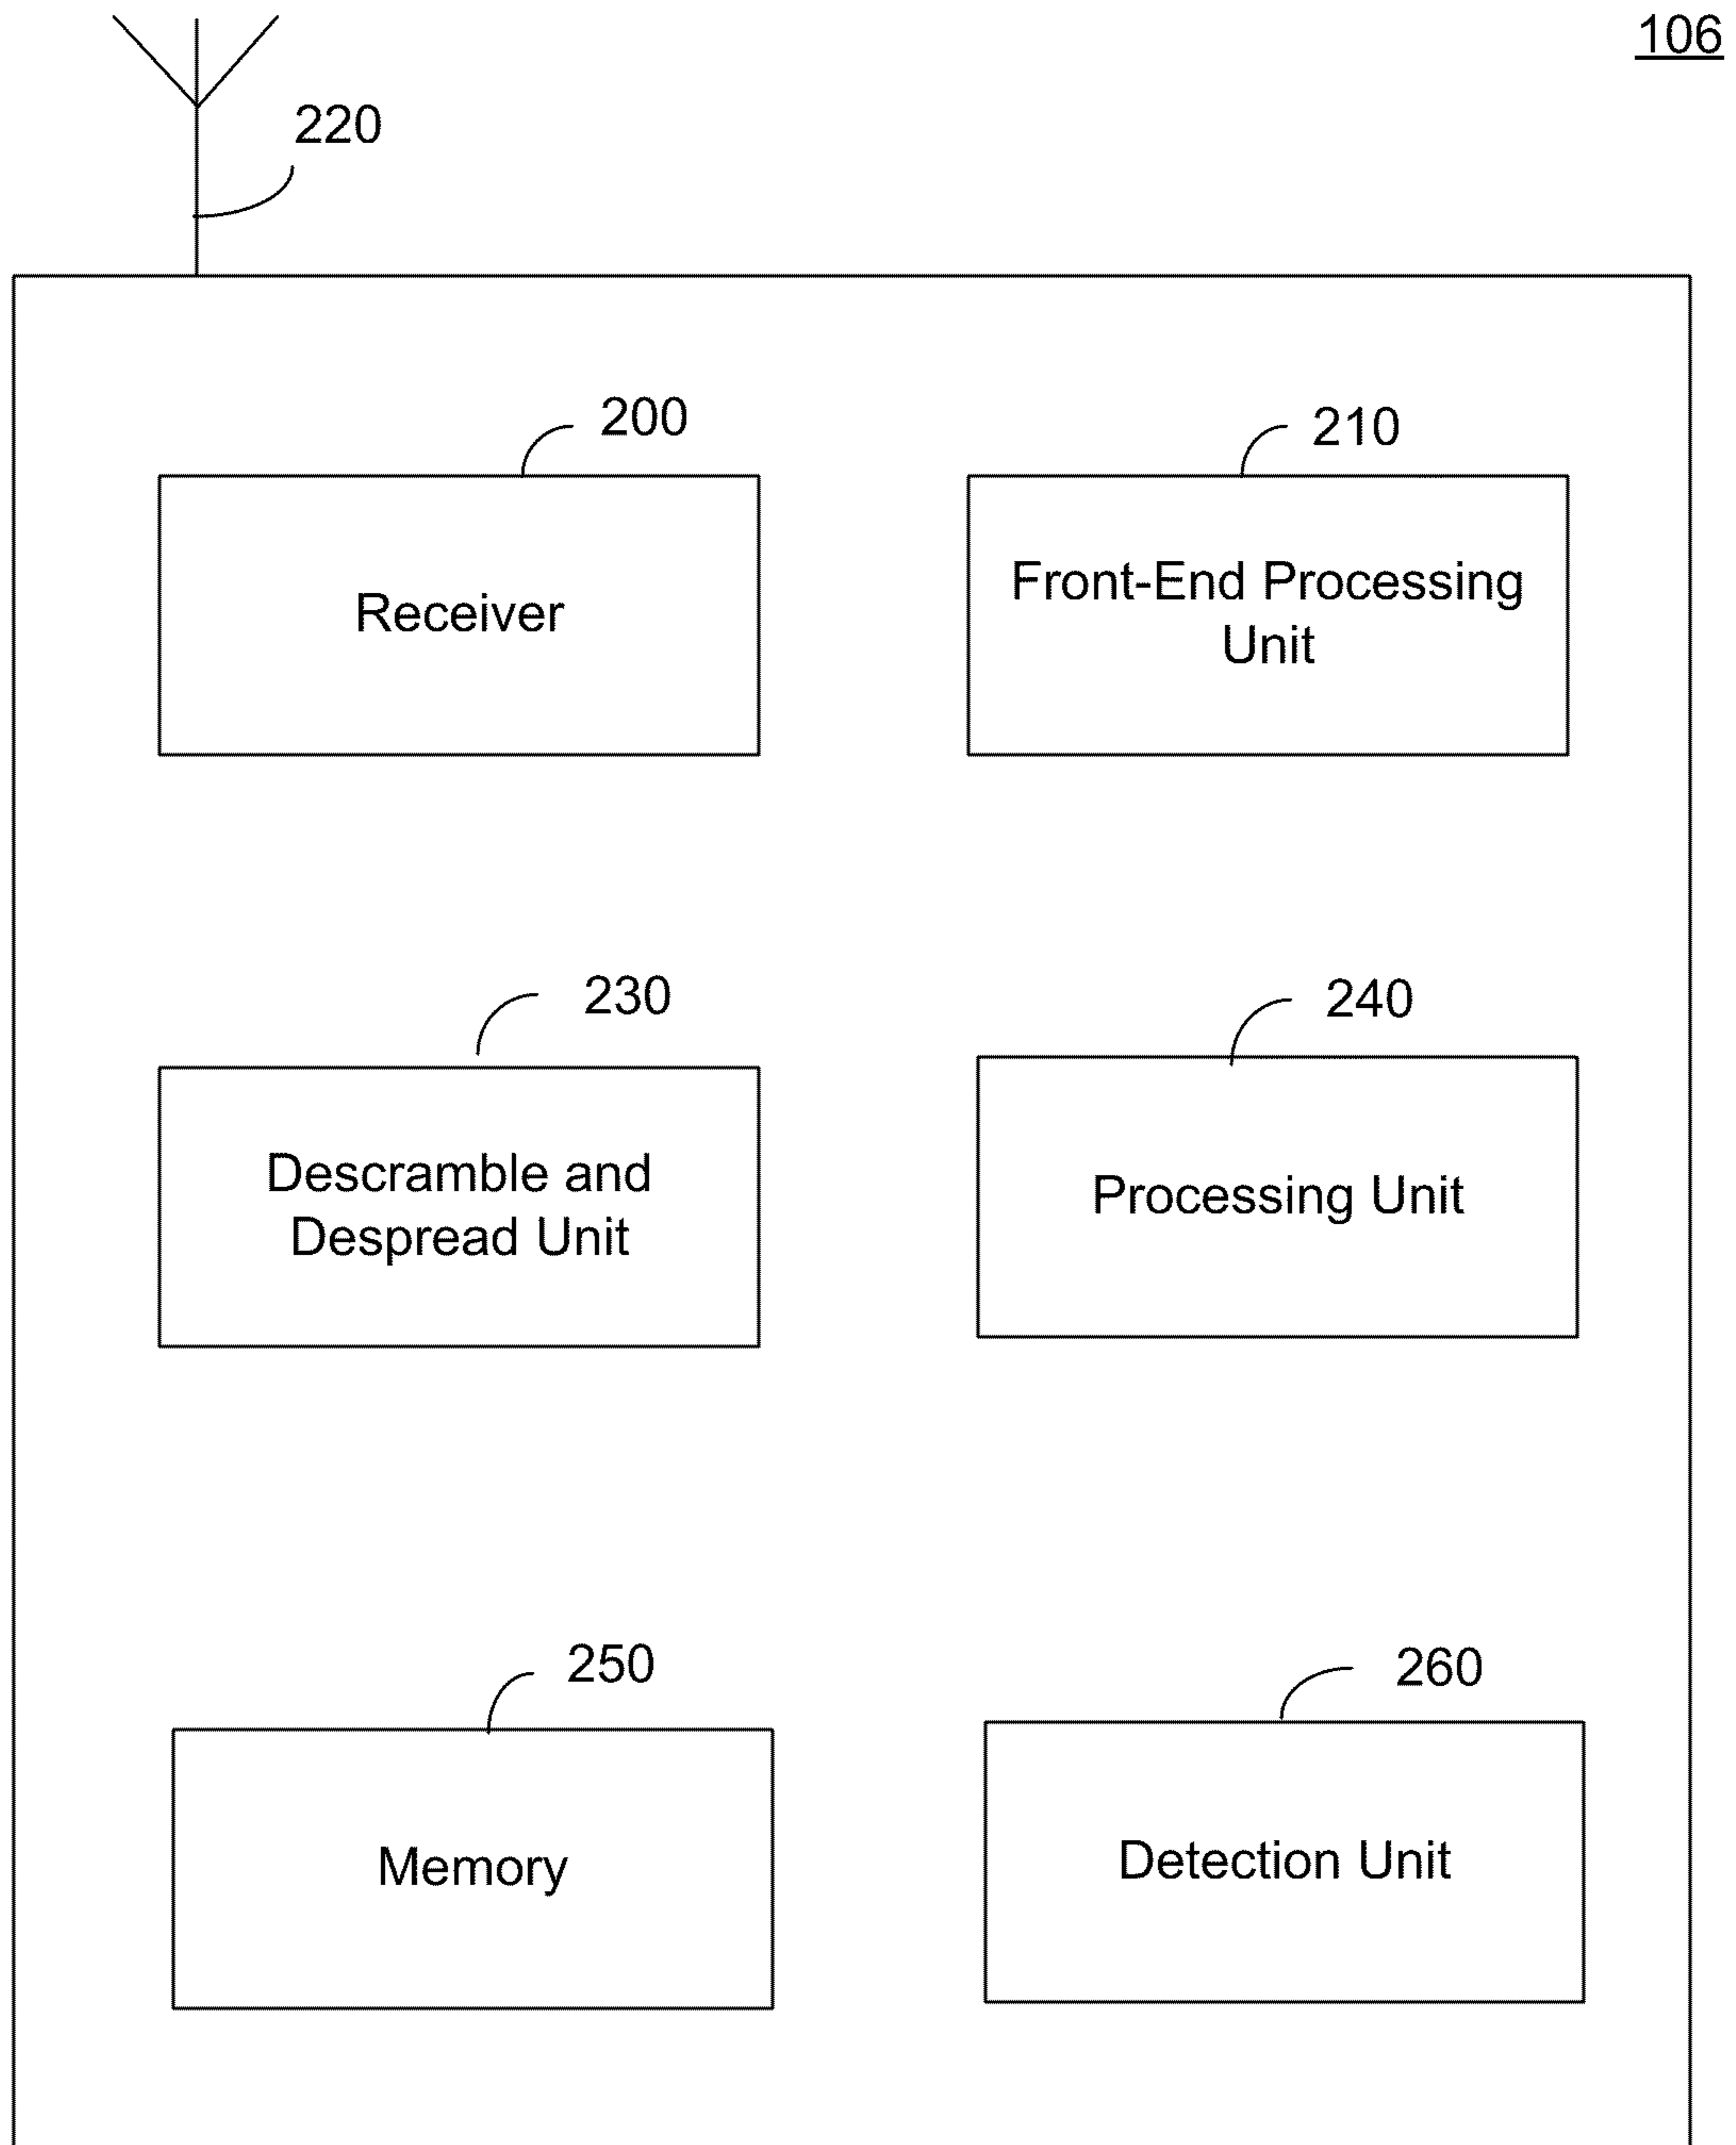 106
220
200
Receiver
210
Front-End Processing
Unit
230
Descramble and
Despread Unit
240
Processing Unit
250
Memory
260
Detection Unit